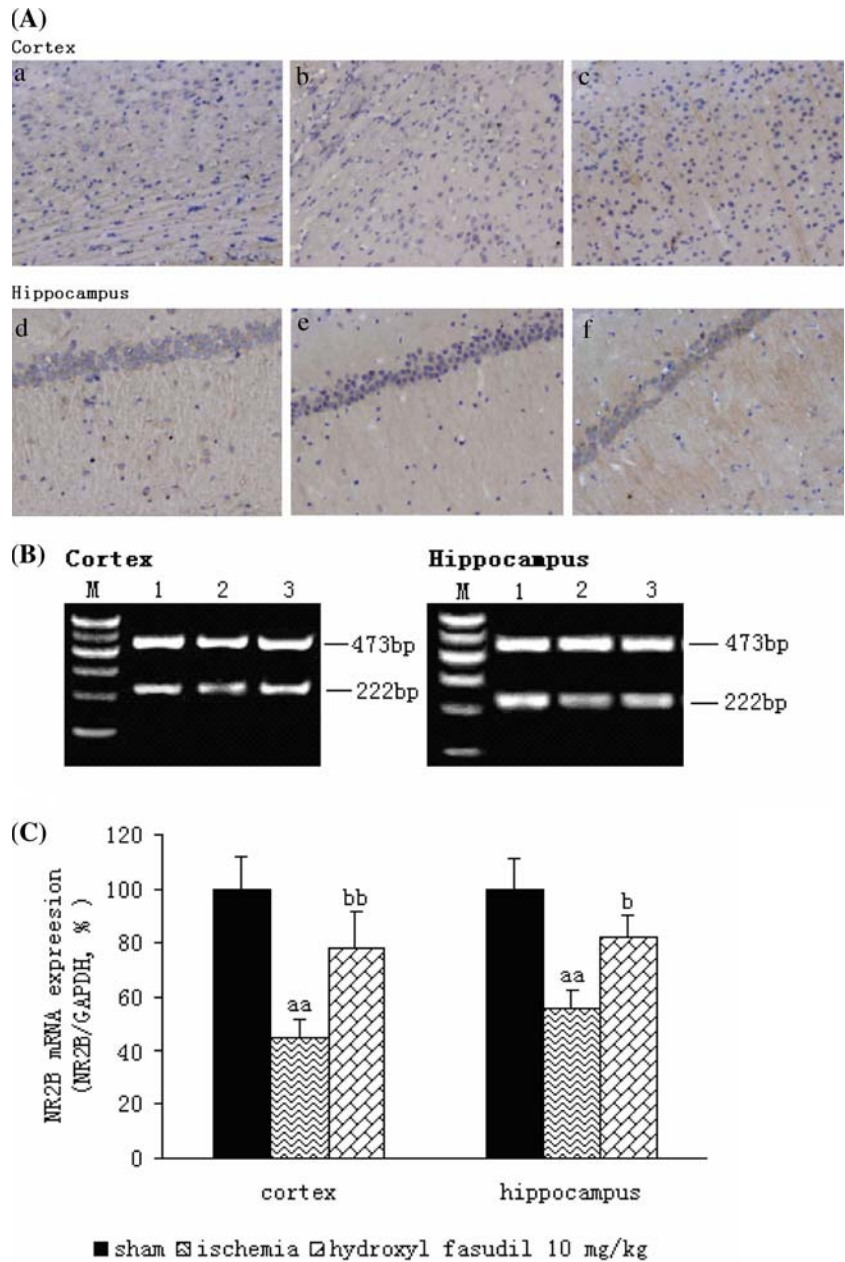 (A)
Cortex
a b c
Hippocampus
d e f
(B) Cortex Hippocampus
M 1 2 3 M 1 2 3
473bp 473bp
222bp 222bp
(C)
NR2B mRNA expreesion
(NR2B/GAPDH, %)
120
100
80
60
40
20
0
aa bb aa b
cortex hippocampus
sham ischemia hydroxyl fasudil 10 mg/kg